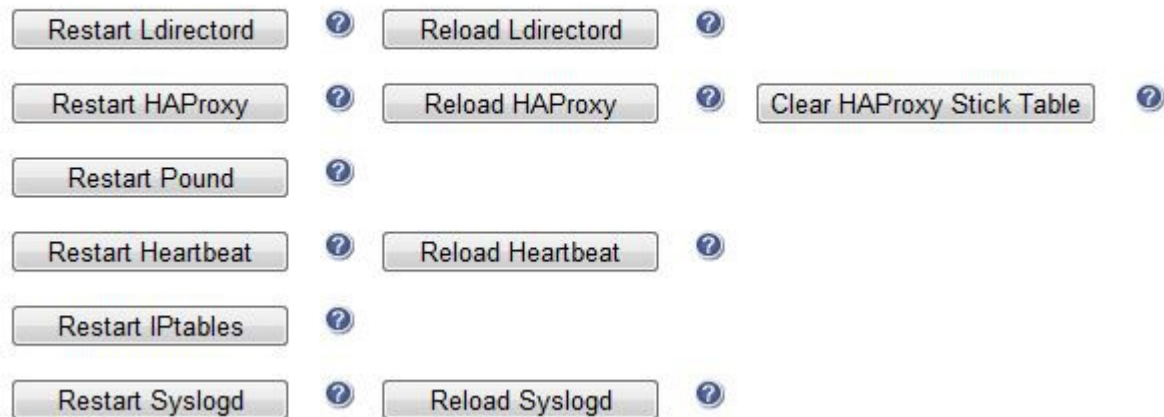 Restart Ldirectord ? Reload Ldirectord ?
Restart HAProxy ? Reload HAProxy ? Clear HAProxy Stick Table ?
Restart Pound ?
Restart Heartbeat ? Reload Heartbeat ?
Restart IPtables ?
Restart Syslogd ? Reload Syslogd ?